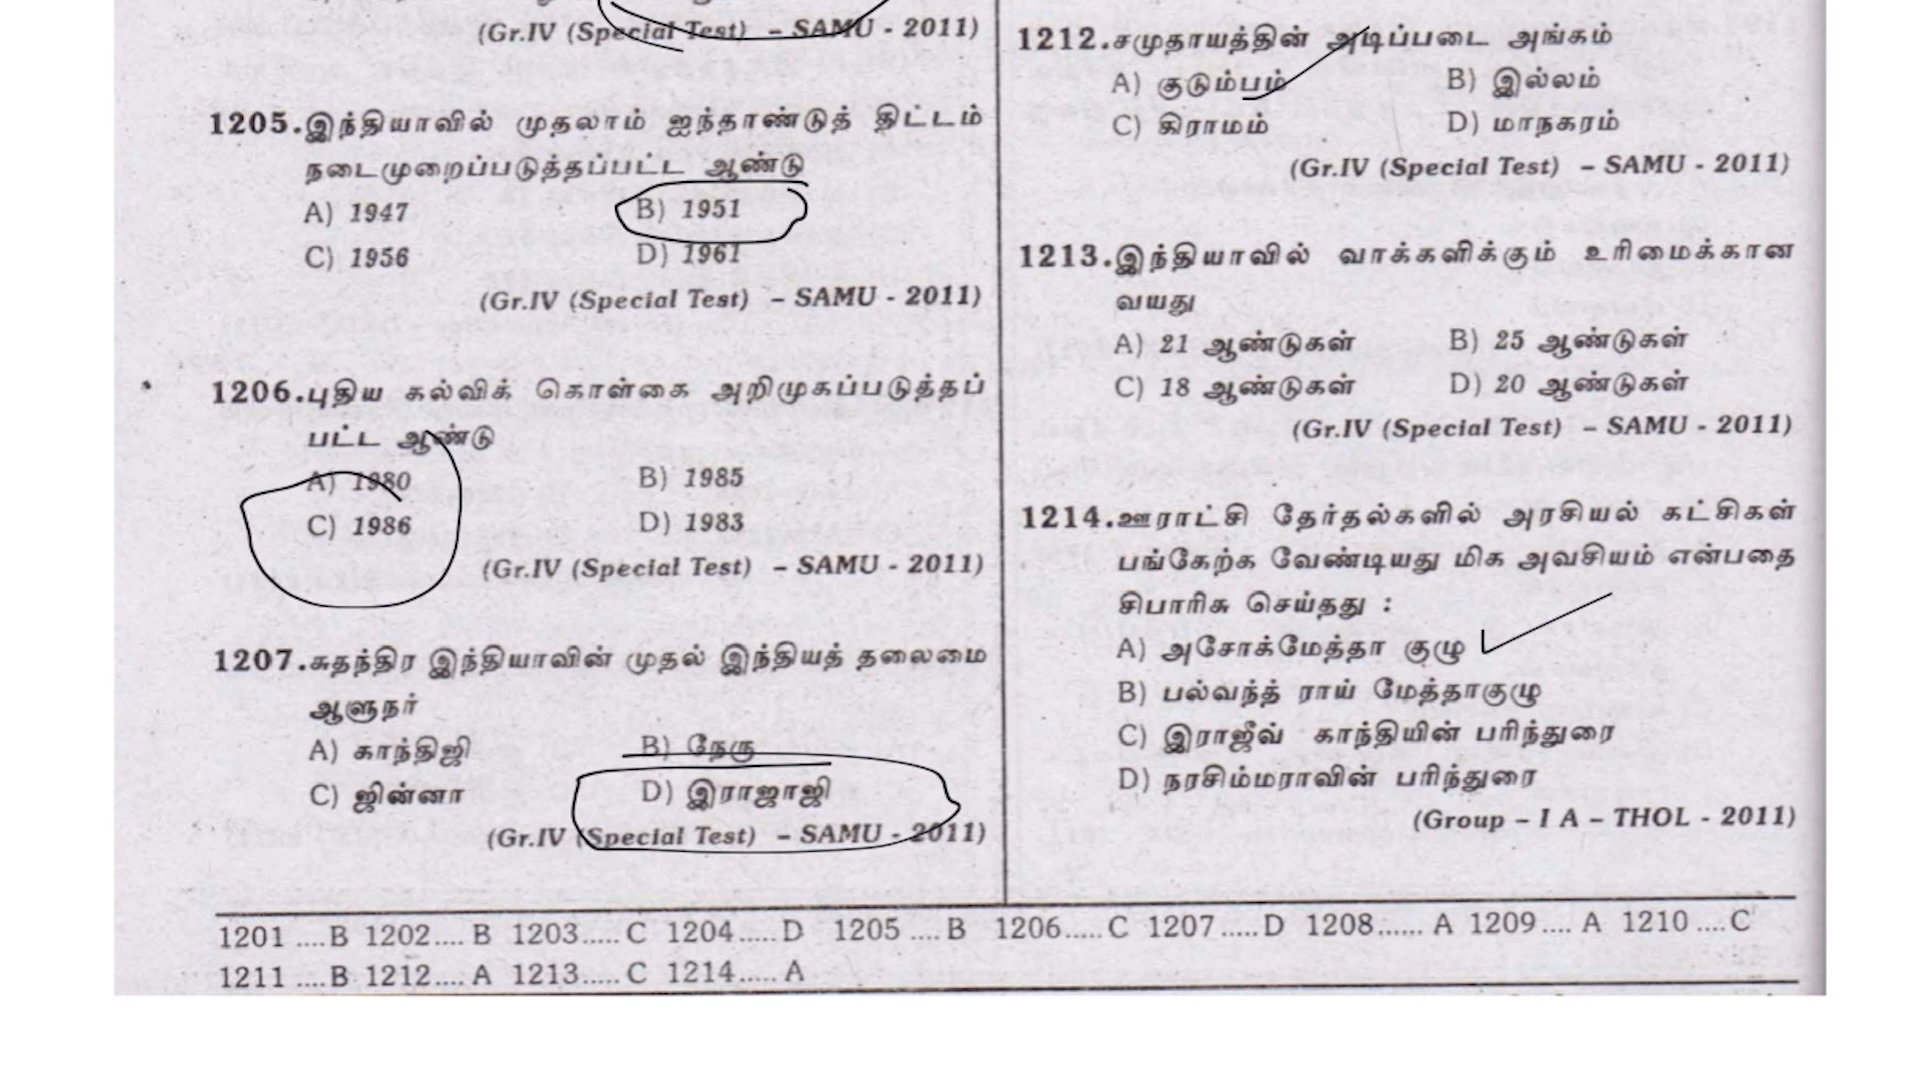 (Gr.IV (Special Test) – SAMU - 2011)
1205.இந்தியாவில் முதலாம் ஐந்தாண்டுத் திட்டம்
நடைமுறைப்படுத்தப்பட்ட ஆண்டு
A) 1947 B) 1951
C) 1956 D) 1961
(Gr.IV (Special Test) – SAMU - 2011)
1206.புதிய கல்விக் கொள்கை அறிமுகப்படுத்தப்
பட்ட ஆண்டு
A) 1980 B) 1985
C) 1986 D) 1983
(Gr.IV (Special Test) – SAMU - 2011)
1207.சுதந்திர இந்தியாவின் முதல் இந்தியத் தலைமை
ஆளுநர்
A) காந்திஜி B) நேரு
C) ஜின்னா D) இராஜாஜி
(Gr.IV (Special Test) – SAMU - 2011)
1212.சமுதாயத்தின் அடிப்படை அங்கம்
A) குடும்பம் B) இல்லம்
C) கிராமம் D) மாநகரம்
(Gr.IV (Special Test) – SAMU - 2011)
1213.இந்தியாவில் வாக்களிக்கும் உரிமைக்கான
வயது
A) 21 ஆண்டுகள் B) 25 ஆண்டுகள்
C) 18 ஆண்டுகள் D) 20 ஆண்டுகள்
(Gr.IV (Special Test) – SAMU - 2011)
1214.ஊராட்சி தேர்தல்களில் அரசியல் கட்சிகள்
பங்கேற்க வேண்டியது மிக அவசியம் என்பதை
சிபாரிசு செய்தது :
A) அசோக்மேத்தா குழு
B) பல்வந்த் ராய் மேத்தாகுழு
C) இராஜீவ் காந்தியின் பரிந்துரை
D) நரசிம்மராவின் பரிந்துரை
(Group – I A – THOL - 2011)
1201 ....B 1202.... B 1203..... C 1204.....D 1205 .... B 1206..... C 1207.....D 1208...... A 1209.... A 1210 ....C
1211 ....B 1212.... A 1213..... C 1214..... A